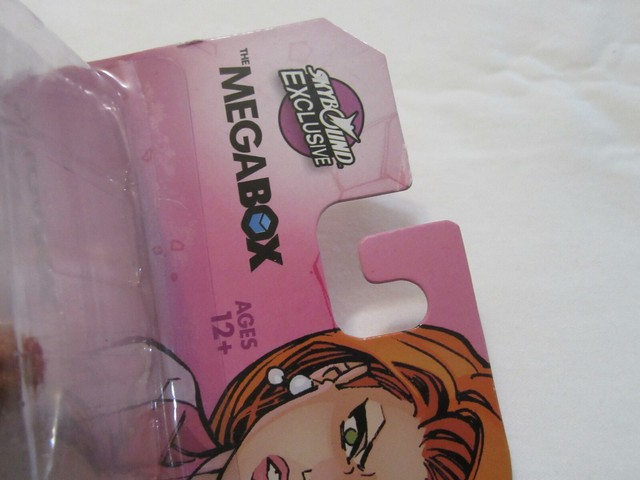 SKYBOUND
EXCLUSIVE
THE
MEGABOX
AGES
12+